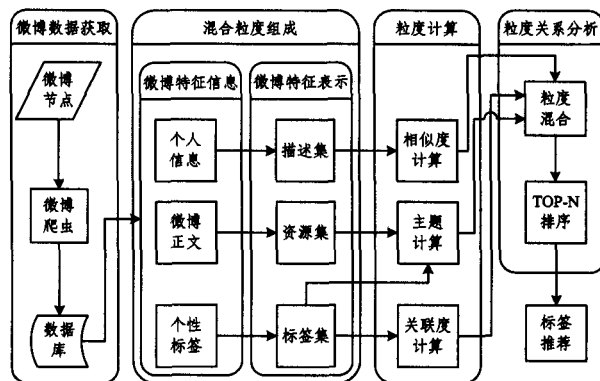 微博数据获取
微博
节点
微博
爬虫
数据
库
混合粒度组成
微博特征信息
个人
信息
微博
正文
个性
标签
微博特征表示
描述集
资源集
标签集
粒度计算
相似度
计算
主题
计算
关联度
计算
粒度关系分析
粒度
混合
TOP-N
排序
标签
推荐